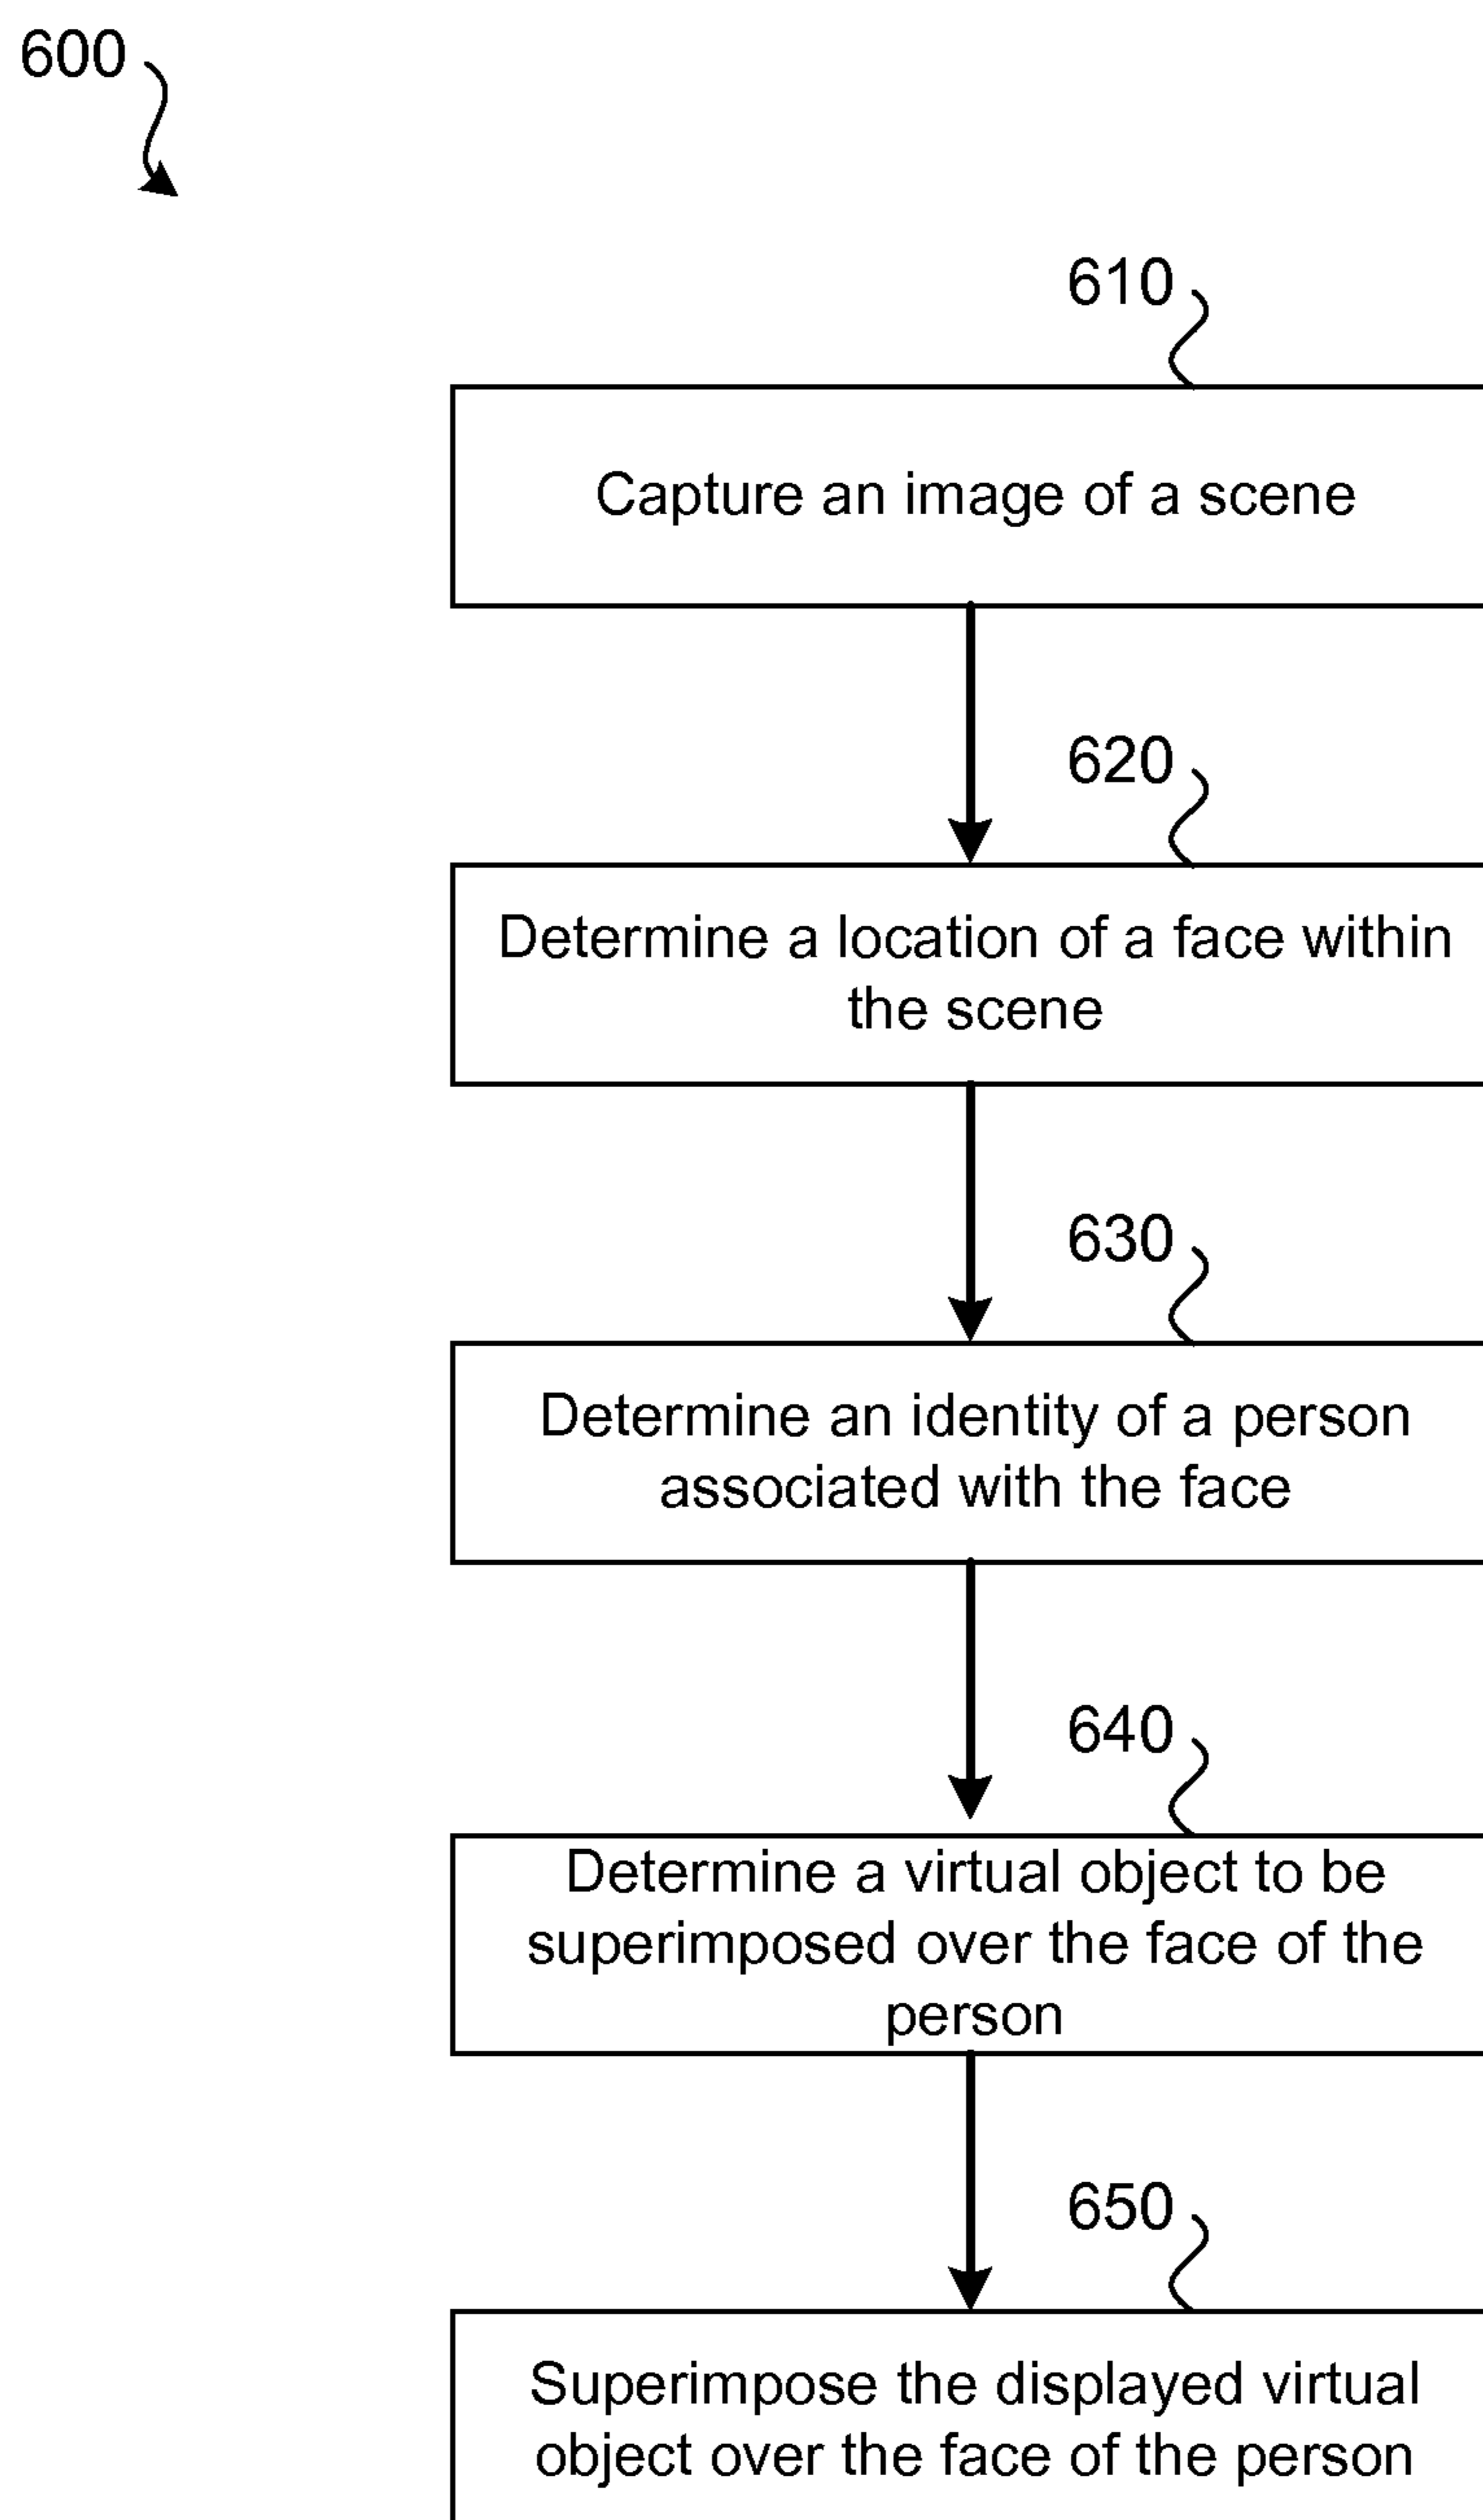 600
610
Capture an image of a scene
620
Determine a location of a face within
the scene
630
Determine an identity of a person
associated with the face
640
Determine a virtual object to be
superimposed over the face of the
person
650
Superimpose the displayed virtual
object over the face of the person